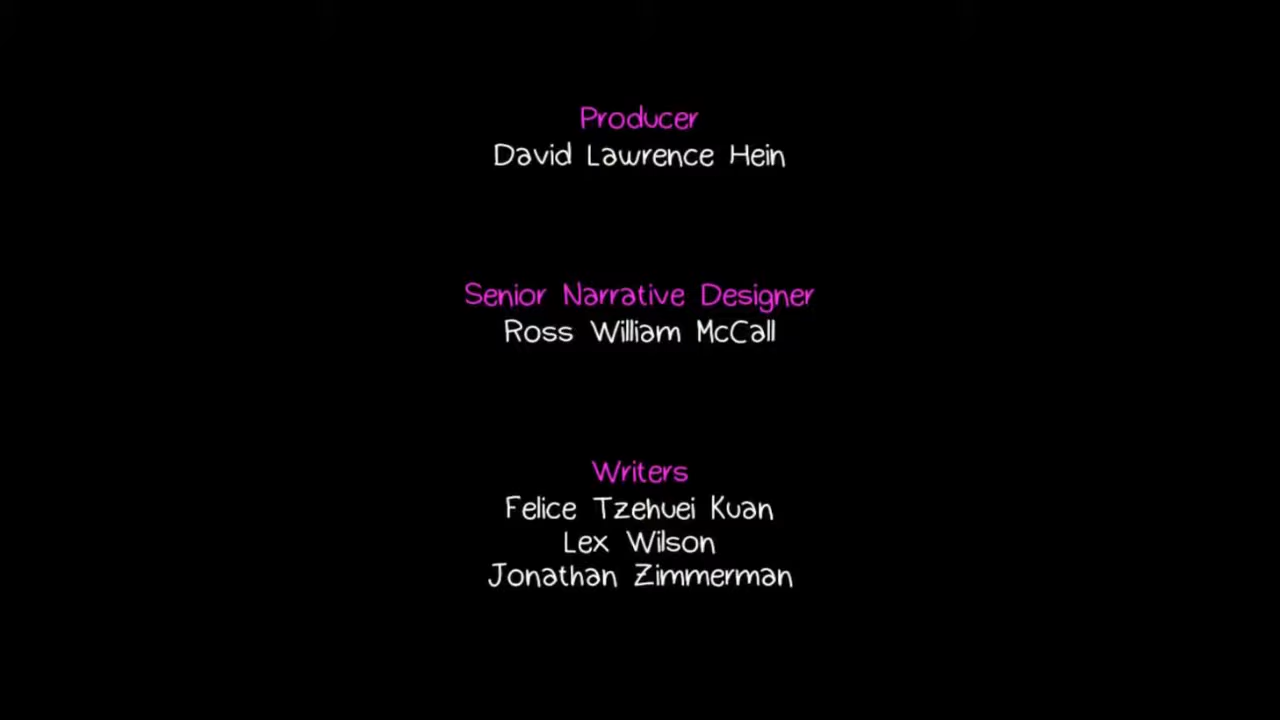 Producer
David Lawrence Hein
Senior Narrative Designer
Ross William McCall
Writers
Felice Tzehuei Kuan
Lex Wilson
Jonathan Zimmerman